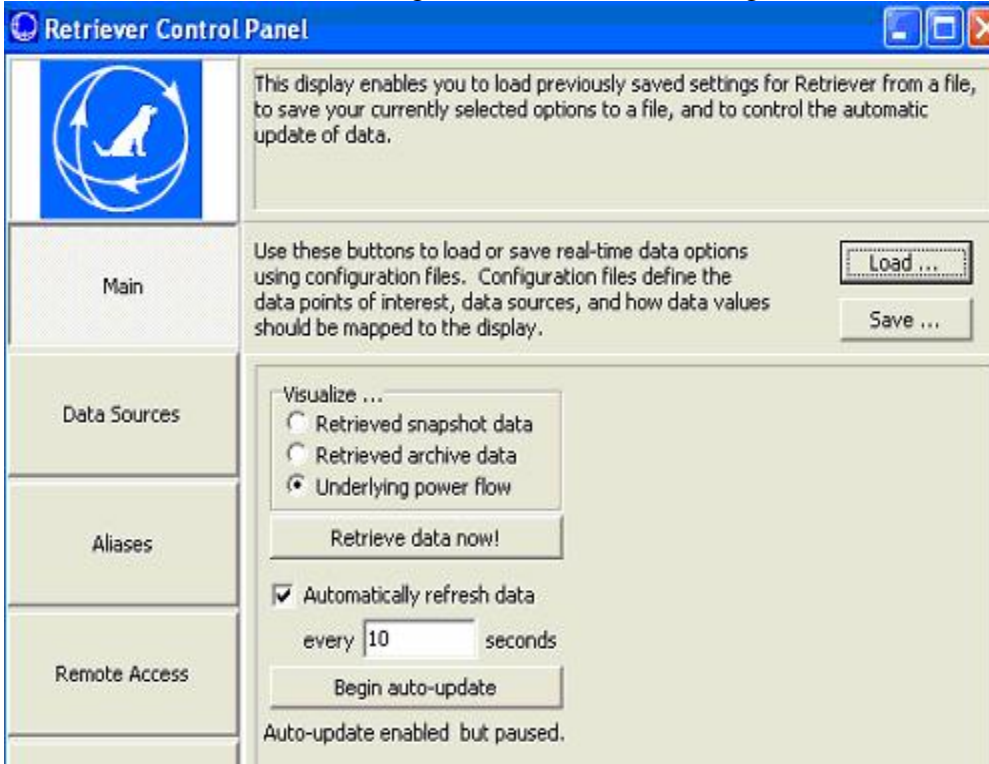 Retriever Control Panel
This display enables you to load previously saved settings for Retriever from a file,
to save your currently selected options to a file, and to control the automatic
update of data.
Main
Use these buttons to load or save real-time data options
using configuration files. Configuration files define the
data points of interest, data sources, and how data values
should be mapped to the display.
Load ...
Save ...
Data Sources
Visualize ...
Retrieved snapshot data
Retrieved archive data
Underlying power flow
Aliases
Retrieve data now!
Automatically refresh data
every 10 seconds
Remote Access
Begin auto-update
Auto-update enabled but paused.